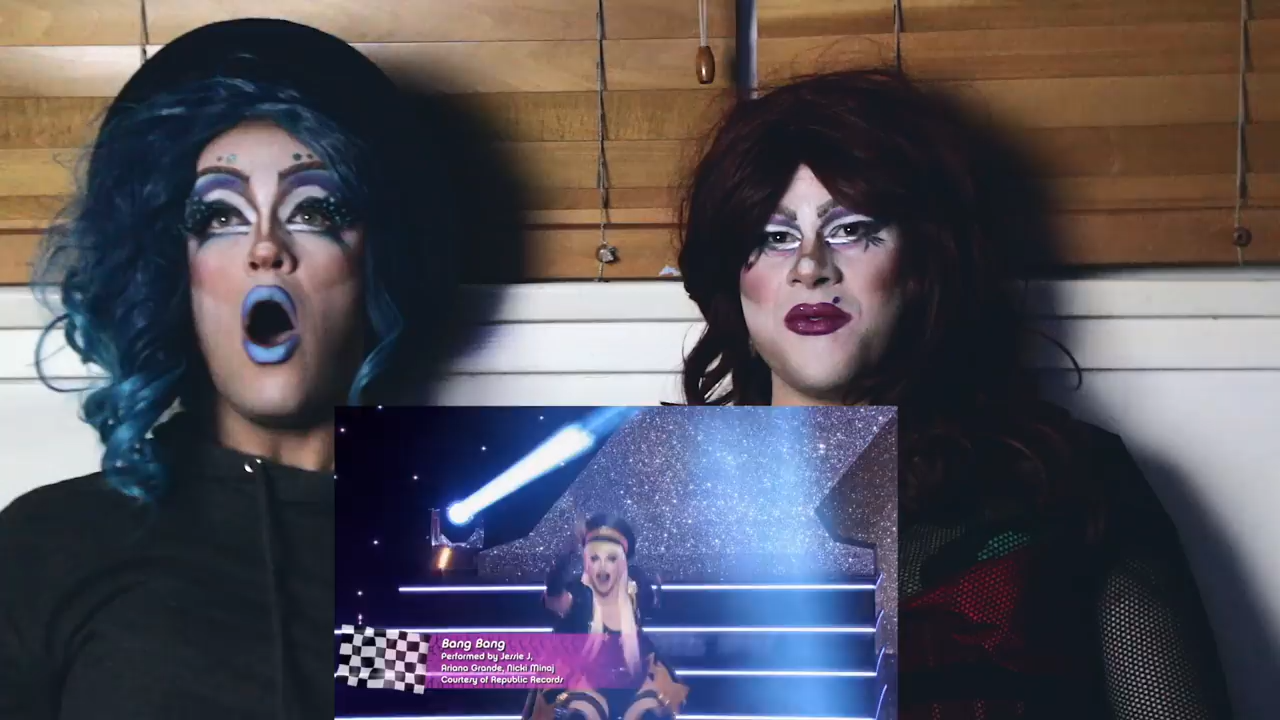 Bang Bang
Performed by Jessie J,
Ariana Grande, Nicki Minaj
Courtesy of Republic Records